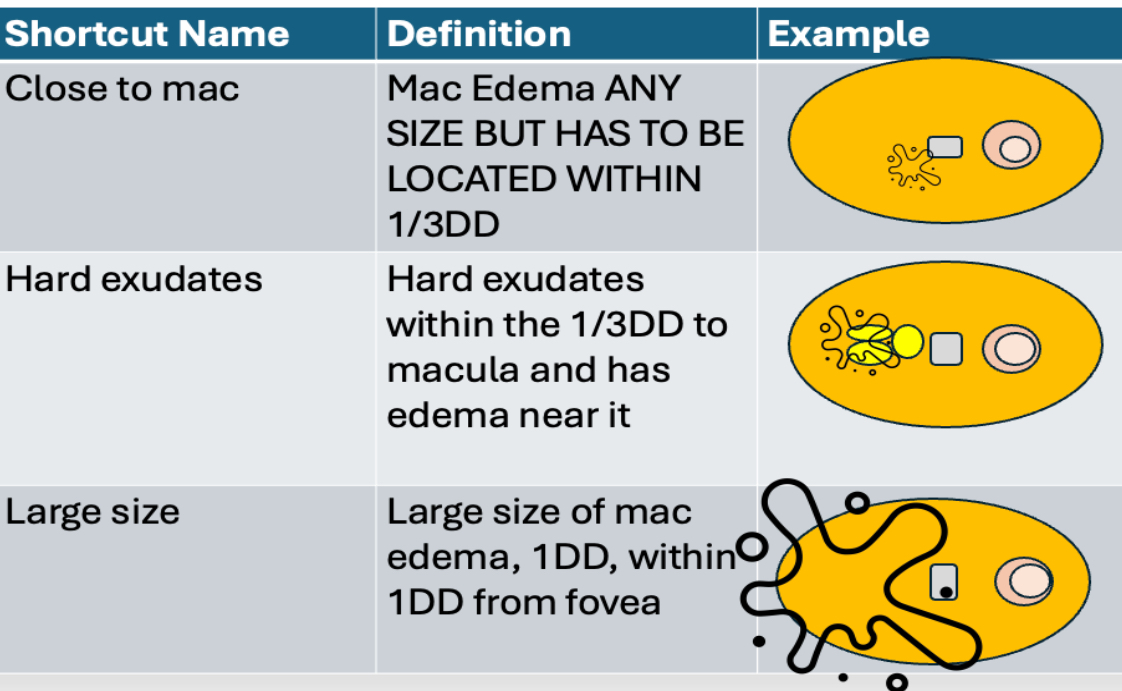 Shortcut Name
Definition
Example
Close to mac
Mac Edema ANY
SIZE BUT HAS TO BE
LOCATED WITHIN
1/3DD
Hard exudates
Hard exudates
within the 1/3DD to
macula and has
edema near it
Large size
Large size of mac
edema, 1DD, within
1DD from fovea